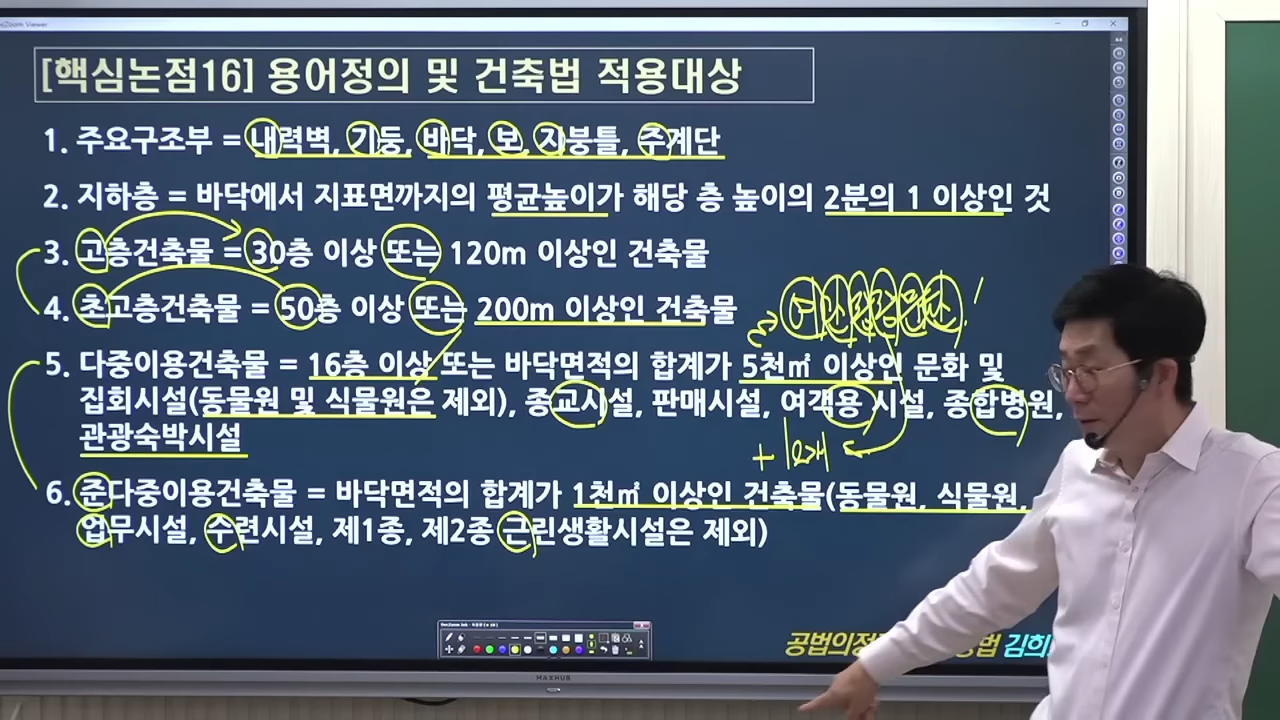 [핵심논점16] 용어정의 및 건축법 적용대상
1. 주요구조부 = 내력벽, 기둥, 바닥, 보, 지붕틀, 주계단
2. 지하층 = 바닥에서 지표면까지의 평균높이가 해당 층 높이의 2분의 1 이상인 것
3. 고층건축물 = 30층 이상 또는 120m 이상인 건축물
4. 초고층건축물 = 50층 이상 또는 200m 이상인 건축물
5. 다중이용건축물 = 16층 이상 또는 바닥면적의 합계가 5천㎡ 이상인 문화 및
집회시설(동물원 및 식물원은 제외), 종교시설, 판매시설, 여객용 시설, 종합병원,
관광숙박시설
6. 준다중이용건축물 = 바닥면적의 합계가 1천㎡ 이상인 건축물(동물원, 식물원,
업무시설, 수련시설, 제1종, 제2종 근린생활시설은 제외)
공법의정 법 김희
MAXHUB